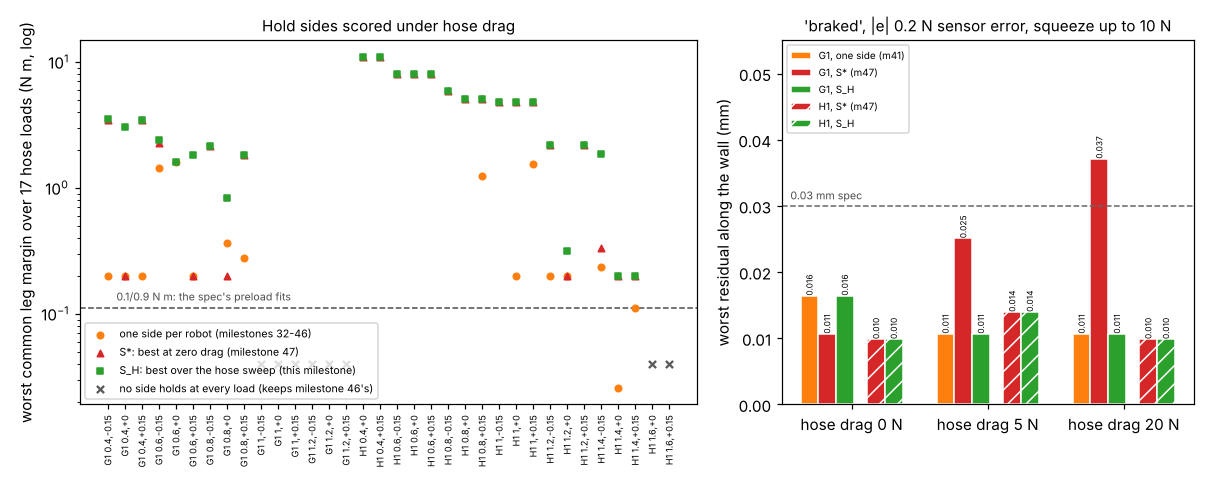 Hold sides scored under hose drag
worst common leg margin over 17 hose loads (N m, log)
10¹
10⁰
10⁻¹
0.1/0.9 N m: the spec's preload fits
one side per robot (milestones 32-46)
S*: best at zero drag (milestone 47)
S_H: best over the hose sweep (this milestone)
no side holds at every load (keeps milestone 46's)
G1 0.4,-0.15
G1 0.4,+0
G1 0.4,+0.15
G1 0.6,-0.15
G1 0.6,+0
G1 0.6,+0.15
G1 0.8,-0.15
G1 0.8,+0
G1 0.8,+0.15
G1 1,-0.15
G1 1,+0
G1 1,+0.15
G1 1.2,-0.15
G1 1.2,+0
G1 1.2,+0.15
H1 0.4,+0
H1 0.4,+0.15
H1 0.6,-0.15
H1 0.6,+0
H1 0.6,+0.15
H1 0.8,-0.15
H1 0.8,+0
H1 0.8,+0.15
H1 1,-0.15
H1 1,+0
H1 1,+0.15
H1 1.2,-0.15
H1 1.2,+0
H1 1.2,+0.15
H1 1.4,-0.15
H1 1.4,+0
H1 1.4,+0.15
H1 1.6,+0
H1 1.6,+0.15
'braked', |e| 0.2 N sensor error, squeeze up to 10 N
worst residual along the wall (mm)
0.05
0.04
0.03
0.02
0.01
0.00
G1, one side (m41)
G1, S* (m47)
G1, S_H
H1, S* (m47)
H1, S_H
0.03 mm spec
0.016
0.011
0.016
0.010
0.010
0.011
0.025
0.011
0.014
0.014
0.011
0.037
0.011
0.010
0.010
hose drag 0 N
hose drag 5 N
hose drag 20 N